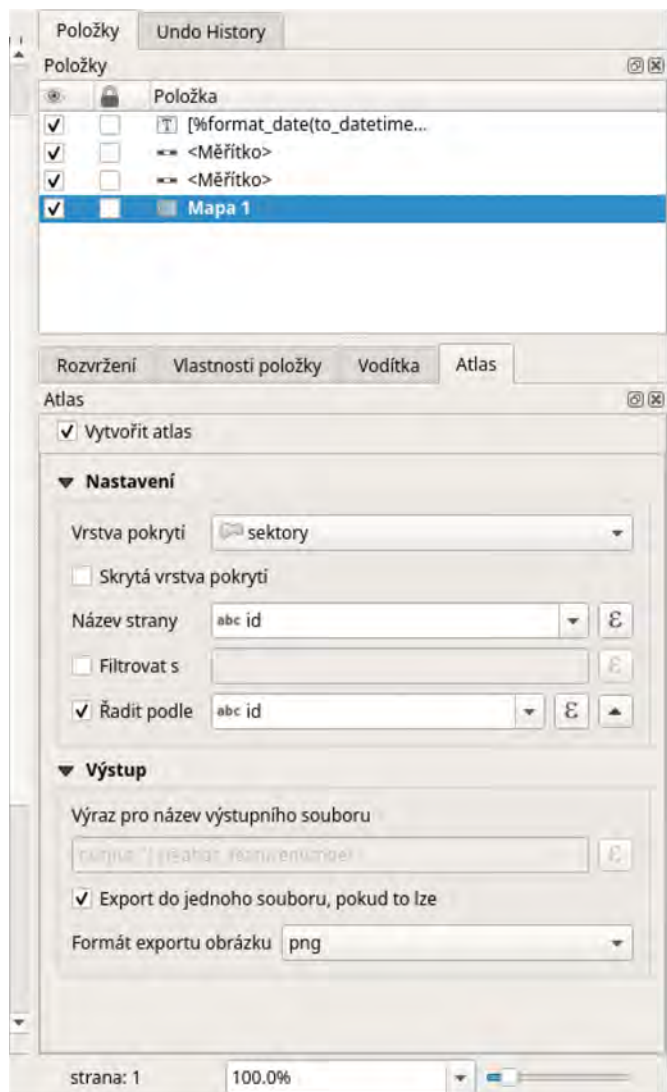 Položky Undo History
Položky
Položka
[%format_date(to_datetime...
<Měřítko>
<Měřítko>
Mapa 1
Rozvržení Vlastnosti položky Vodítka Atlas
Atlas
Vytvořit atlas
Nastavení
Vrstva pokrytí sektory
Skrytá vrstva pokrytí
Název strany abc id ε
Filtrovat s ε
Řadit podle abc id ε
Výstup
Výraz pro název výstupního souboru
ε
Export do jednoho souboru, pokud to lze
Formát exportu obrázku png
strana: 1 100.0%